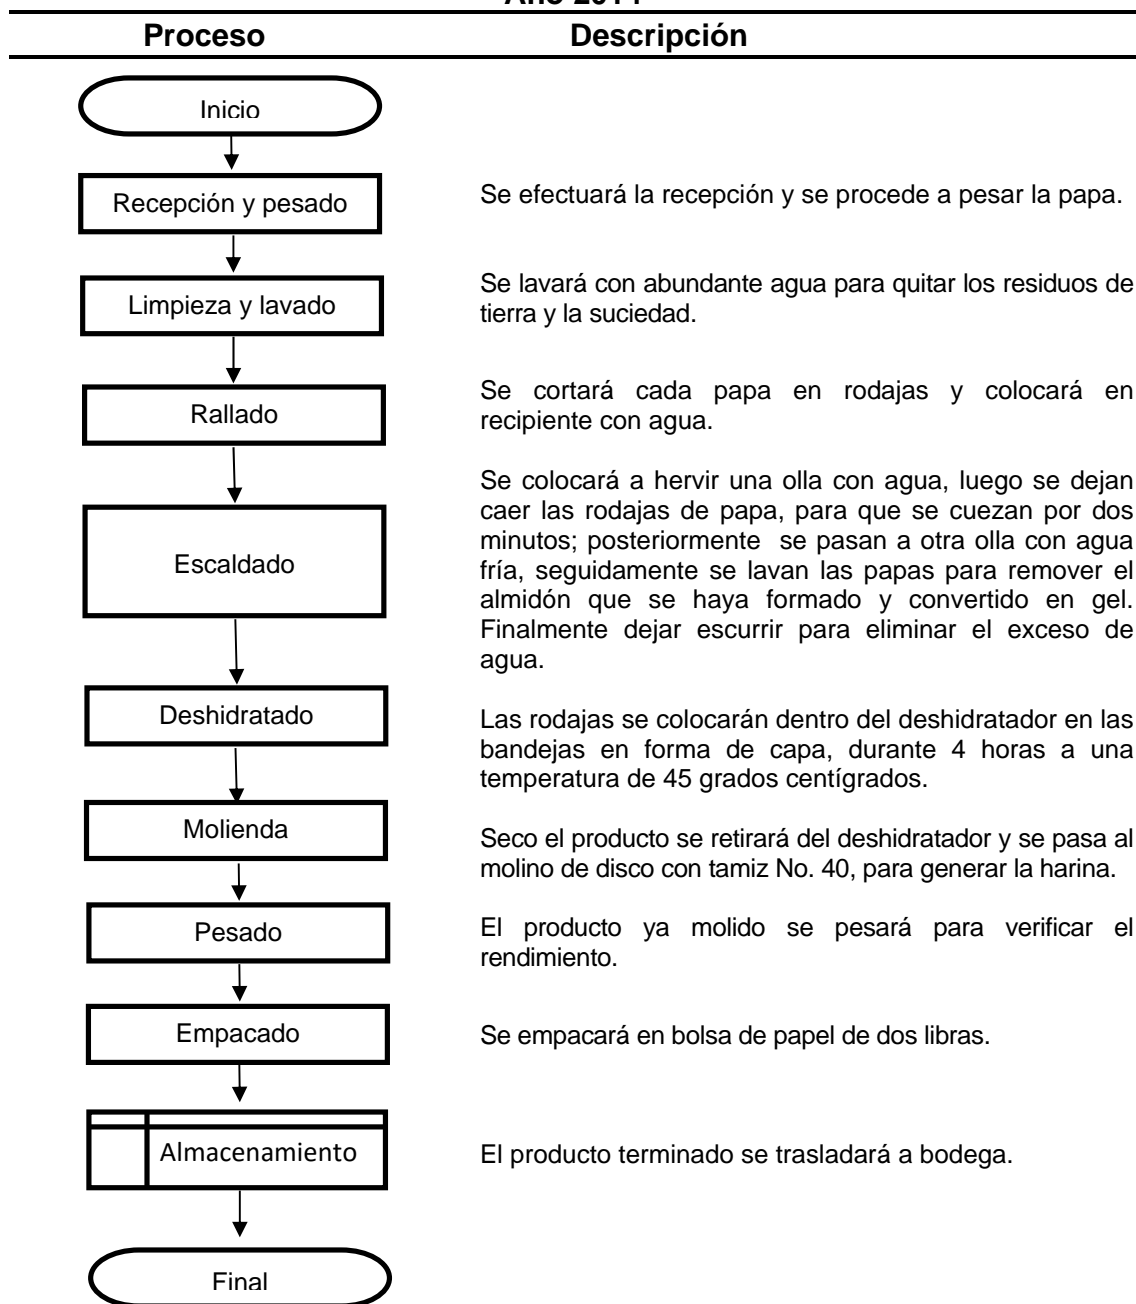 Año 2014
Proceso Descripción
Inicio
Recepción y pesado
Se efectuará la recepción y se procede a pesar la papa.
Limpieza y lavado
Se lavará con abundante agua para quitar los residuos de
tierra y la suciedad.
Rallado
Se cortará cada papa en rodajas y colocará en
recipiente con agua.
Escaldado
Se colocará a hervir una olla con agua, luego se dejan
caer las rodajas de papa, para que se cuezan por dos
minutos; posteriormente se pasan a otra olla con agua
fría, seguidamente se lavan las papas para remover el
almidón que se haya formado y convertido en gel.
Finalmente dejar escurrir para eliminar el exceso de
agua.
Deshidratado
Las rodajas se colocarán dentro del deshidratador en las
bandejas en forma de capa, durante 4 horas a una
temperatura de 45 grados centígrados.
Molienda
Seco el producto se retirará del deshidratador y se pasa al
molino de disco con tamiz No. 40, para generar la harina.
Pesado
El producto ya molido se pesará para verificar el
rendimiento.
Empacado
Se empacará en bolsa de papel de dos libras.
Almacenamiento
El producto terminado se trasladará a bodega.
Final